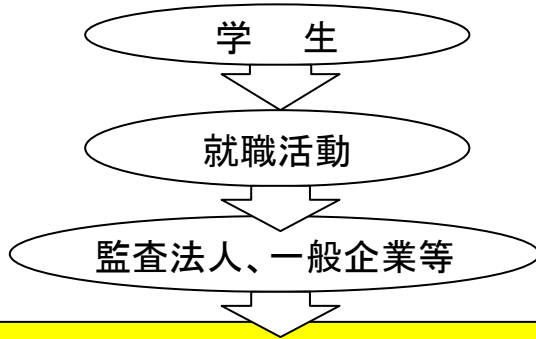 学　生
就職活動
監査法人、一般企業等